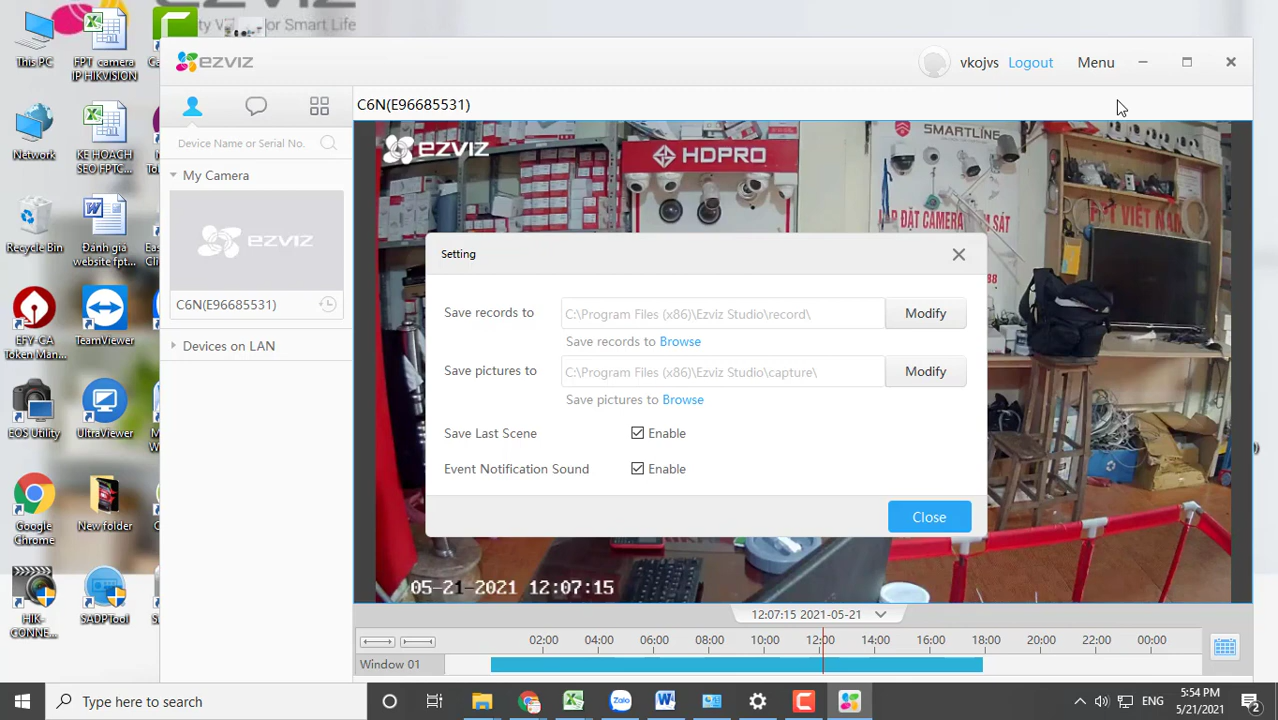 This PC
FPT camera
IP HIKVISION
ezviz
vkojvs
Logout
Menu
C6N(E96685531)
Device Name or Serial No.
My Camera
ezviz
C6N(E96685531)
Devices on LAN
ezviz
HDPRO
SMARTLINE
FPT VIỆT NAM
Setting
Save records to
C:\Program Files (x86)\Ezviz Studio\record\
Modify
Save records to Browse
Save pictures to
C:\Program Files (x86)\Ezviz Studio\capture\
Modify
Save pictures to Browse
Save Last Scene
Enable
Event Notification Sound
Enable
Close
05-21-2021 12:07:15
12:07:15 2021-05-21
02:00 04:00 06:00 08:00 10:00 12:00 14:00 16:00 18:00 20:00 22:00 00:00
Window 01
Network
KE HOACH
SEO FPTC...
Recycle Bin
Đánh gia
website fpt...
EFY-CA
Token Man...
TeamViewer
EOS Utility
UltraViewer
Google
Chrome
New folder
HIK-
CONNE...
SADPTool
Type here to search
ENG
5:54 PM
5/21/2021
2